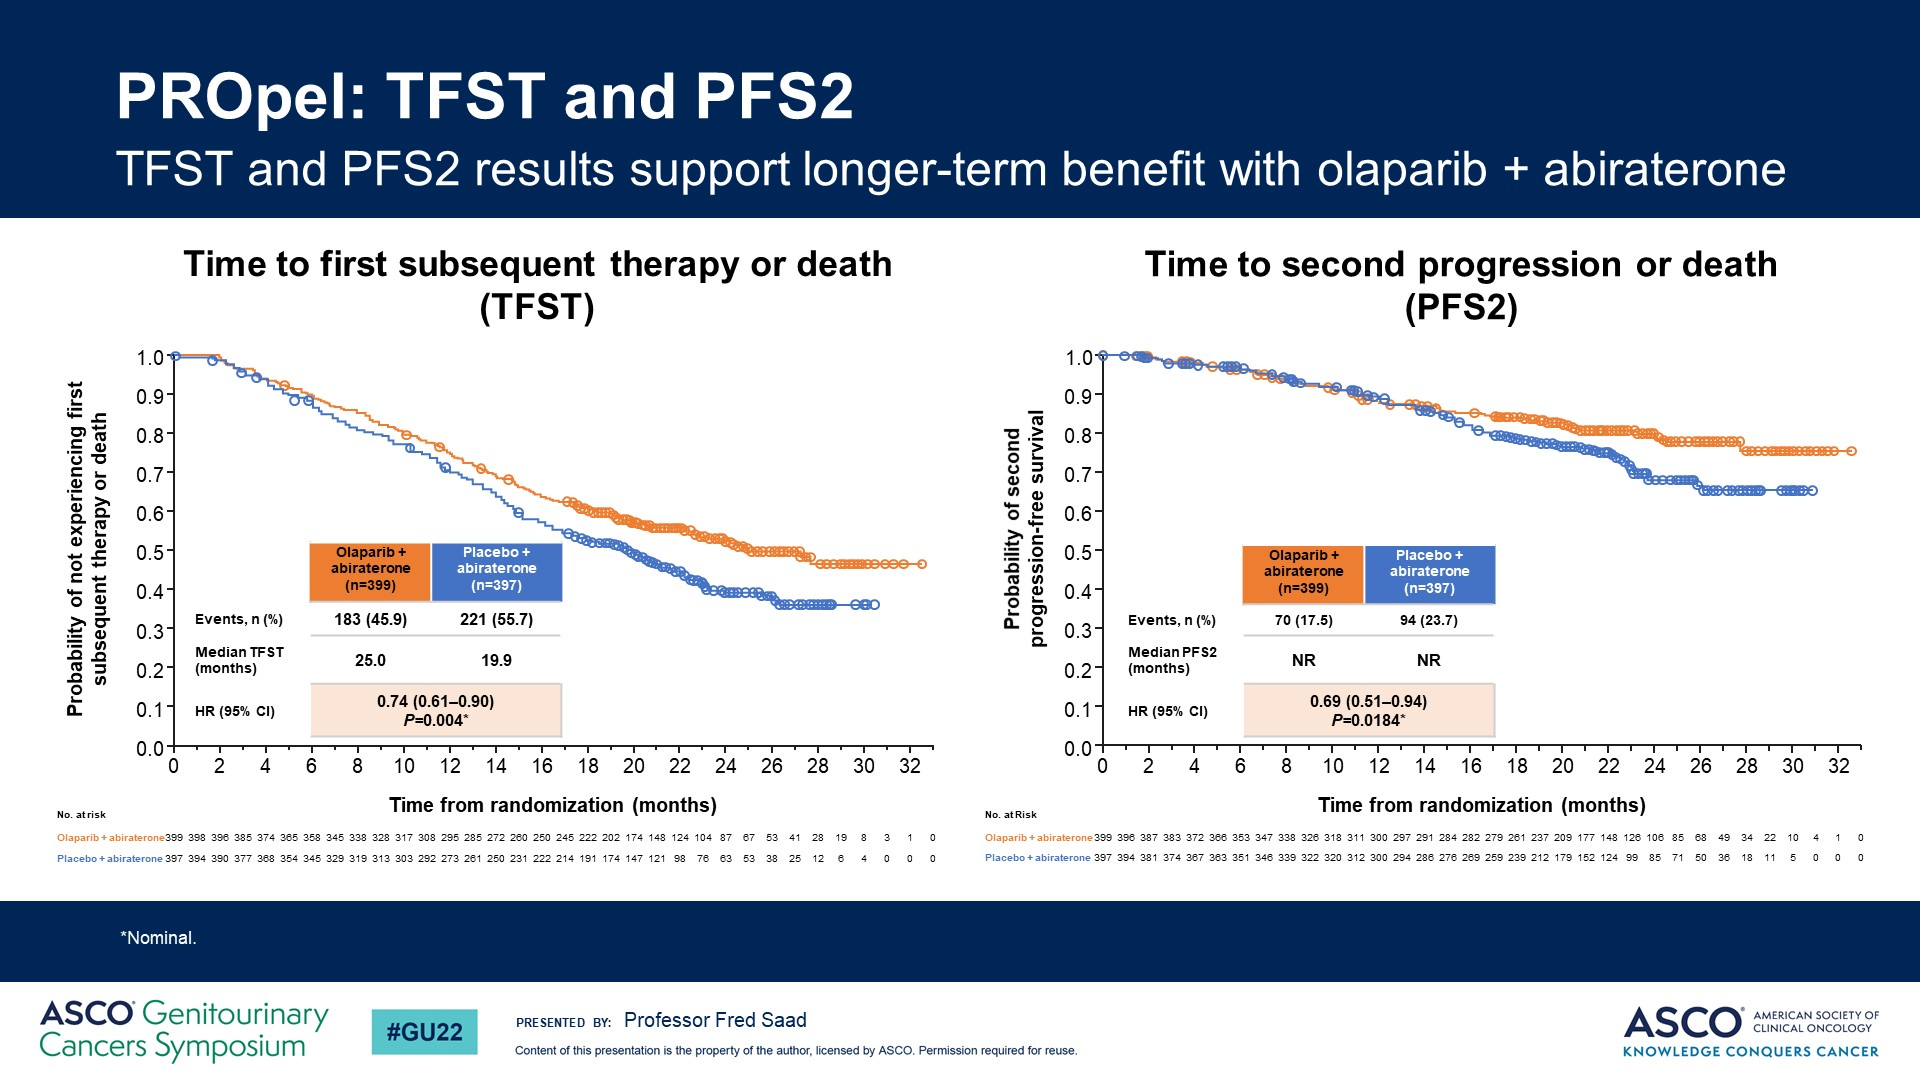 PROpel: TFST and PFS2
TFST and PFS2 results support longer-term benefit with olaparib + abiraterone
Time to first subsequent therapy or death
(TFST)
Probability of not experiencing first
subsequent therapy or death
1.0
0.9
0.8
0.7
0.6
0.5
0.4
0.3
0.2
0.1
0.0
Olaparib + abiraterone (n=399) Placebo + abiraterone (n=397)
Events, n (%) 183 (45.9) 221 (55.7)
Median TFST (months) 25.0 19.9
HR (95% CI) 0.74 (0.61–0.90)
P=0.004*
0 2 4 6 8 10 12 14 16 18 20 22 24 26 28 30 32
Time from randomization (months)
No. at risk
Olaparib + abiraterone 399 398 396 385 374 365 358 345 338 328 317 308 295 285 272 260 250 245 222 202 174 148 124 104 87 67 53 41 28 19 8 3 1 0
Placebo + abiraterone 397 394 390 377 368 354 345 329 319 313 303 292 273 261 250 231 222 214 191 174 147 121 98 76 63 53 38 25 12 6 4 0 0 0
Time to second progression or death
(PFS2)
Probability of second
progression-free survival
1.0
0.9
0.8
0.7
0.6
0.5
0.4
0.3
0.2
0.1
0.0
Olaparib + abiraterone (n=399) Placebo + abiraterone (n=397)
Events, n (%) 70 (17.5) 94 (23.7)
Median PFS2 (months) NR NR
HR (95% CI) 0.69 (0.51–0.94)
P=0.0184*
0 2 4 6 8 10 12 14 16 18 20 22 24 26 28 30 32
Time from randomization (months)
No. at Risk
Olaparib + abiraterone 399 396 387 383 372 366 353 347 338 326 318 311 300 297 291 284 282 279 261 237 209 177 148 126 106 85 68 49 34 22 10 4 1 0
Placebo + abiraterone 397 394 381 374 367 363 351 346 339 322 320 312 300 294 286 276 269 259 239 212 179 152 124 99 85 71 50 36 18 11 5 0 0 0
*Nominal.
ASCO® Genitourinary
Cancers Symposium
#GU22
PRESENTED BY: Professor Fred Saad
Content of this presentation is the property of the author, licensed by ASCO. Permission required for reuse.
ASCO® AMERICAN SOCIETY OF
CLINICAL ONCOLOGY
KNOWLEDGE CONQUERS CANCER